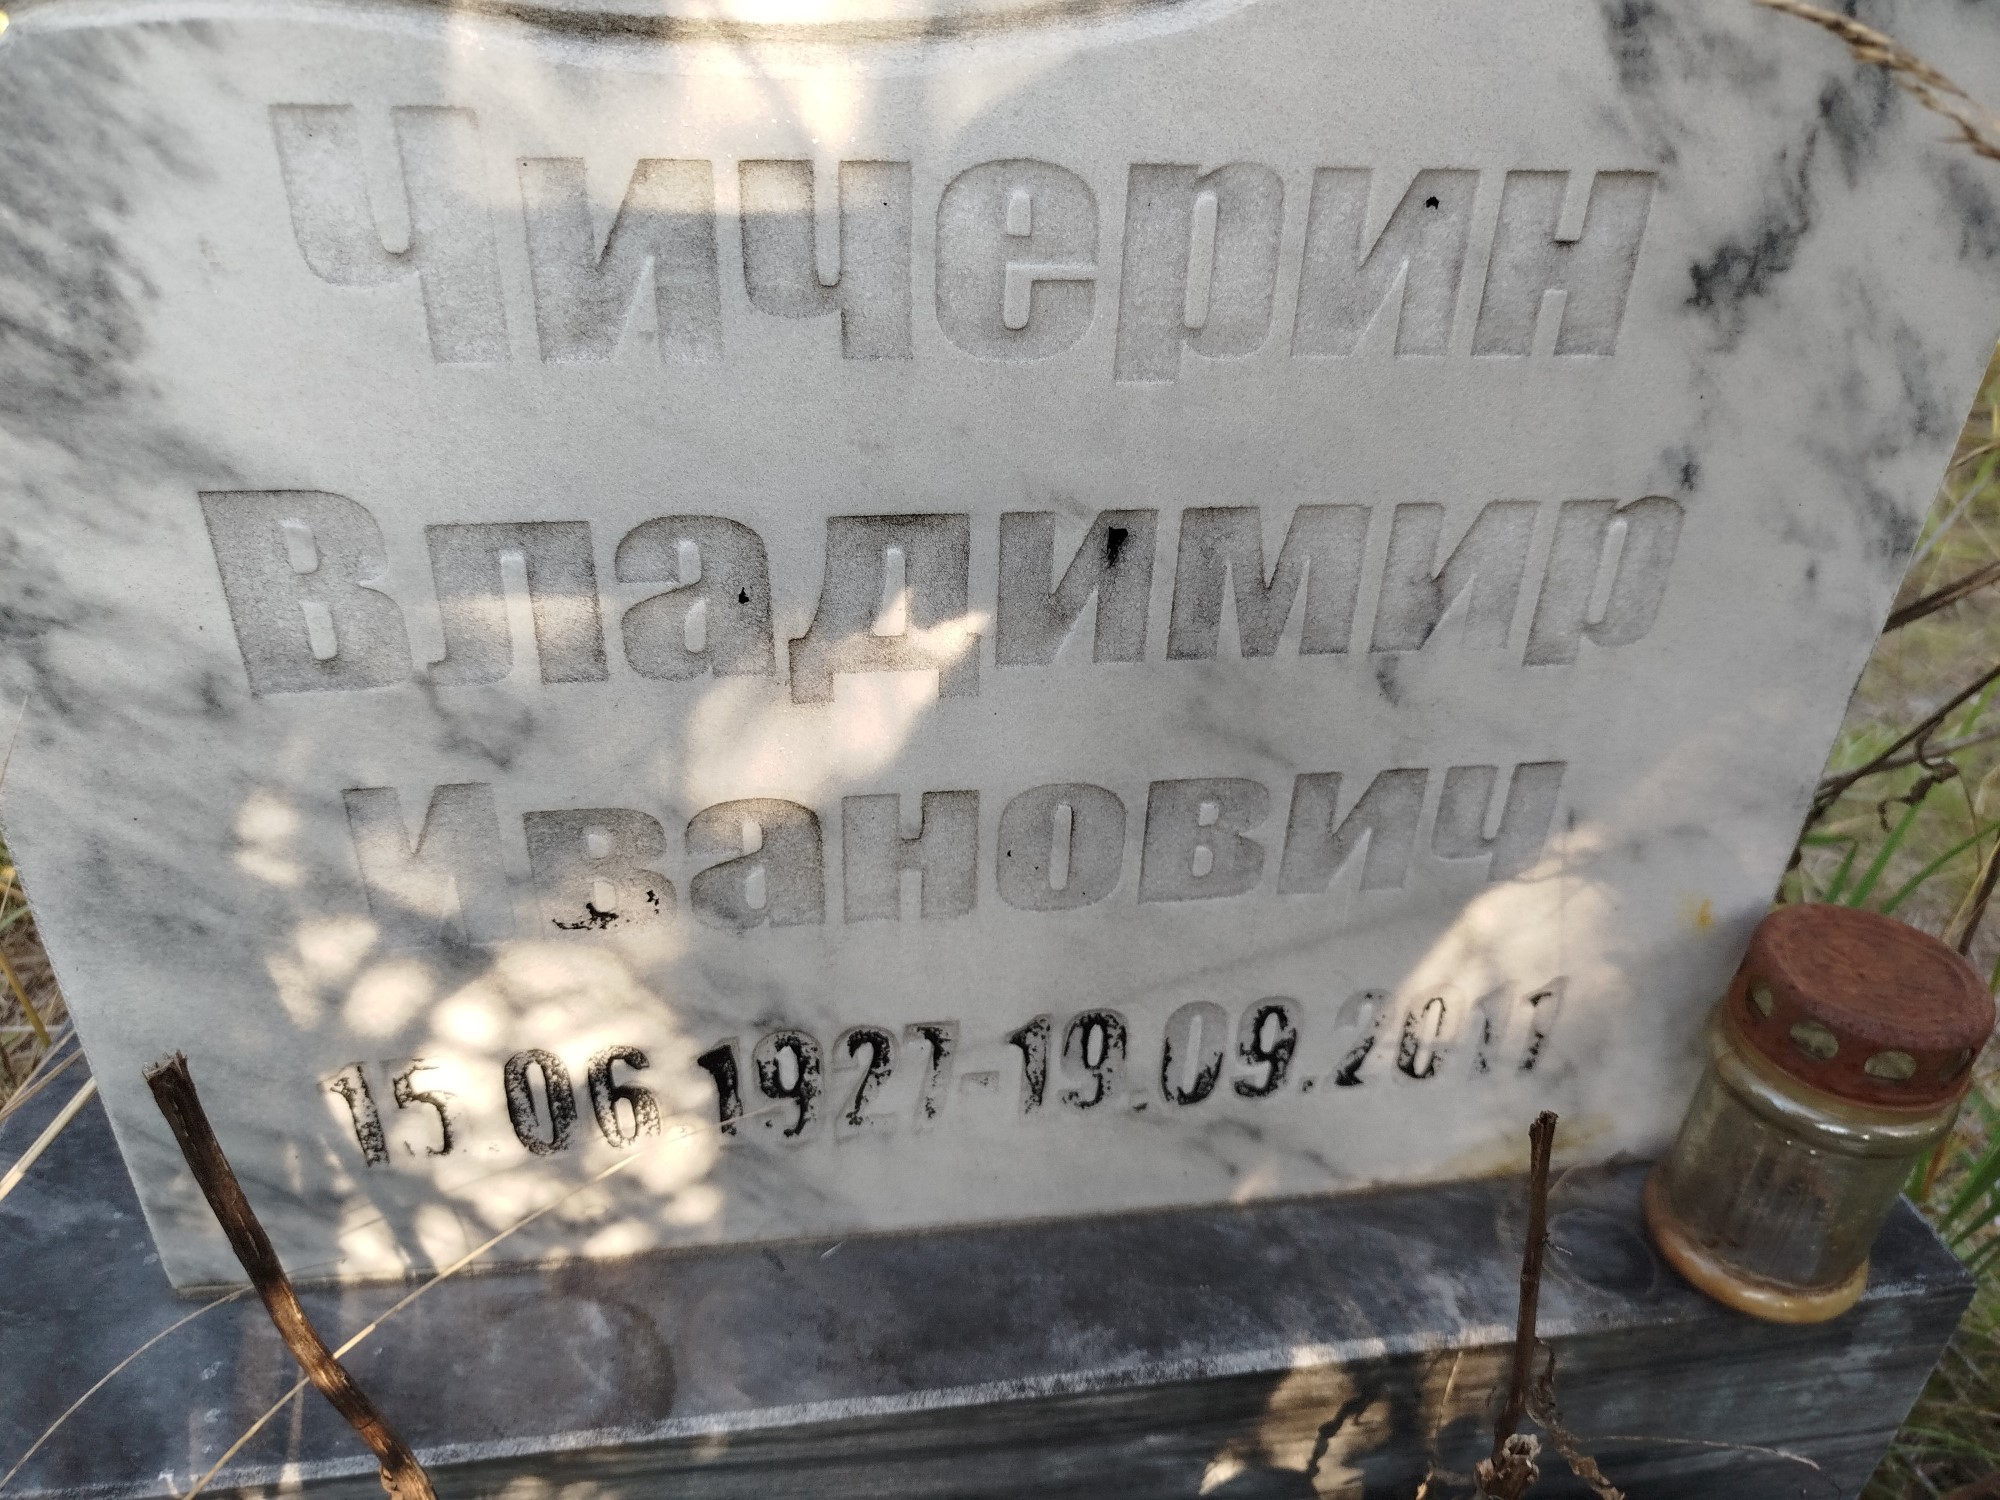 Чичерин
Владимир
Иванович
15.06.1927-19.09.2011